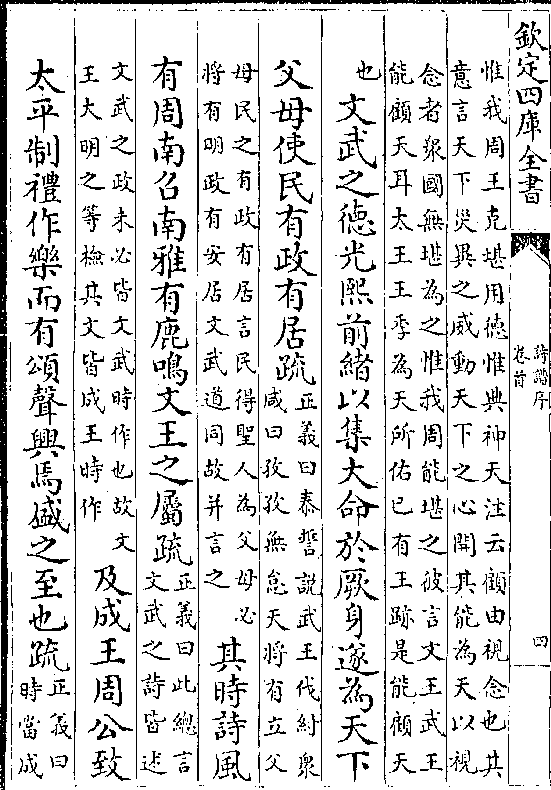 欽定四庫全書
詩譜序
卷首
四
惟我周王克堪用德惟典神天注云顧由視念也其
意言天下災異之威動天下之心開其能為天以視
念者衆國無堪為之惟我周能堪之彼言文王武王
能顧天耳太王王季為天所佑已有王跡是能顧天
也
文武之德光熙前緒以集大命於厥身遂為天下
父母使民有政有居疏
正義曰泰誓說武王伐紂衆
咸曰孜孜無怠天將有立父
母民之有政有居言民得聖人為父母必
將有明政有安居文武道同故并言之
其時詩風
有周南召南雅有鹿鳴文王之屬疏
正義曰此總言
文武之詩皆述
文武之政未必皆文武時作也故文
王大明之等檢其文皆成王時作
及成王周公致
太平制禮作樂而有頌聲興焉盛之至也疏
正義曰
時當成